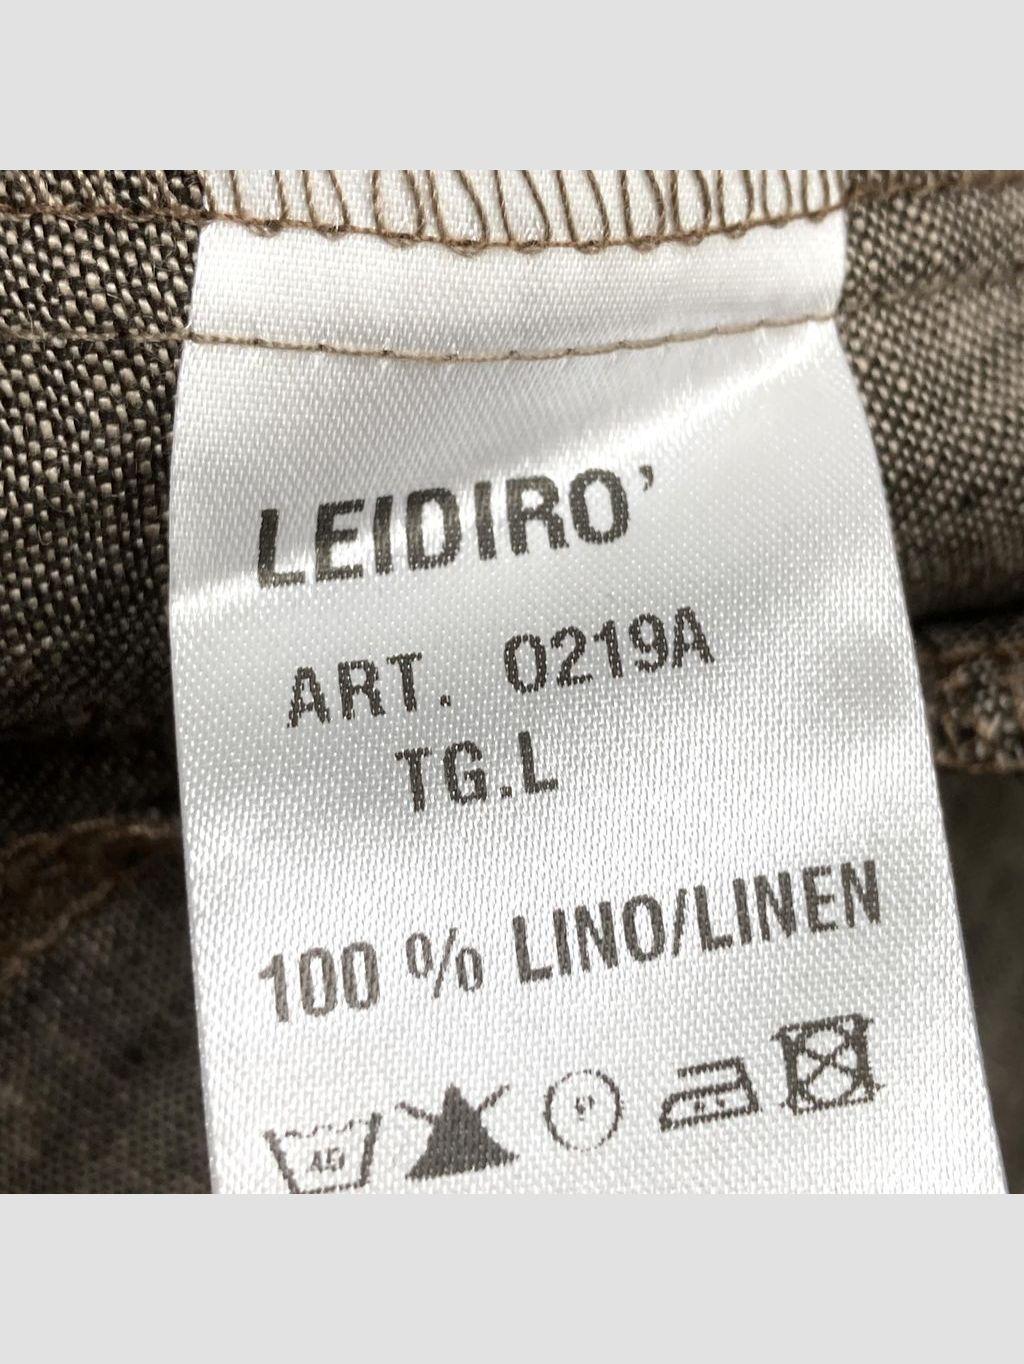 LEIDIRO'
ART. 0219A
TG.L
100 % LINO/LINEN